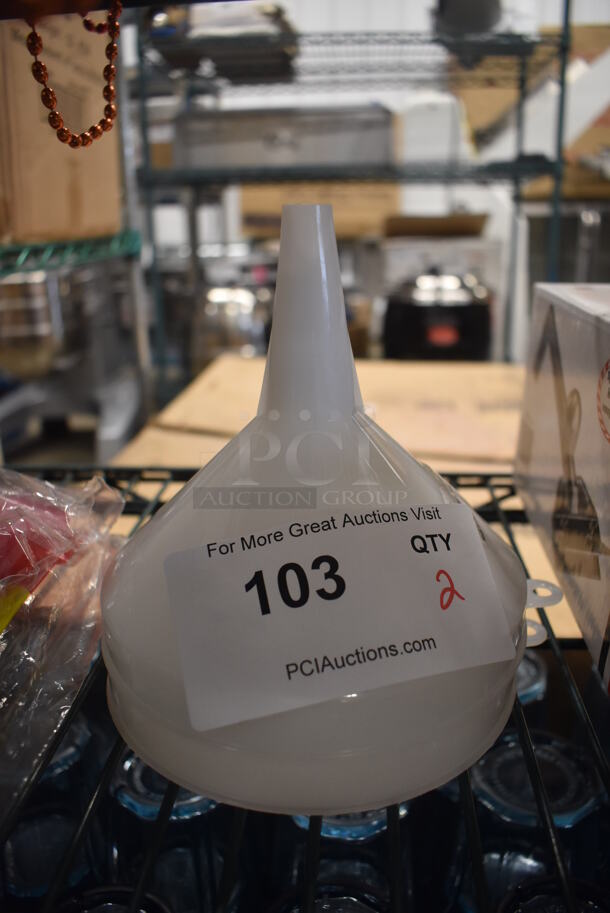 PCI
AUCTION GROUP
For More Great Auctions Visit
103
QTY
2
PCIAuctions.com